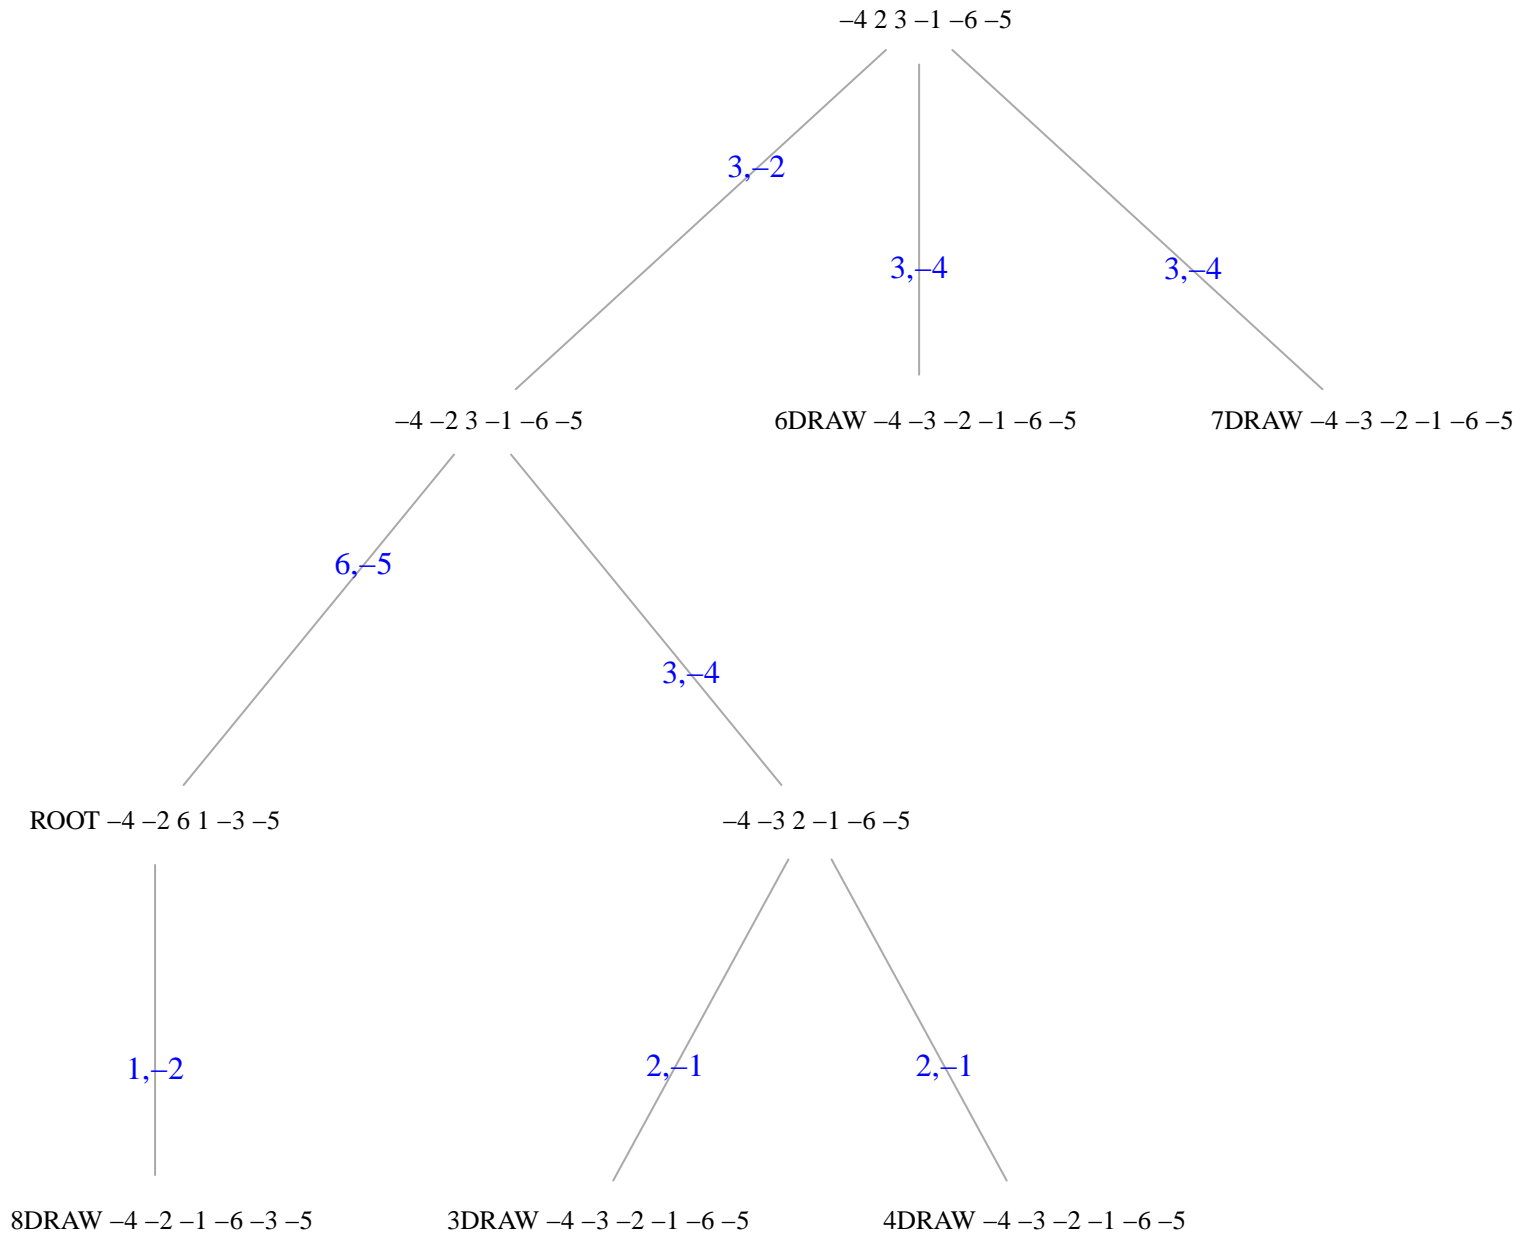 –4 2 3 –1 –6 –5
3,–2
3,–4
3,–4
–4 –2 3 –1 –6 –5
6DRAW –4 –3 –2 –1 –6 –5
7DRAW –4 –3 –2 –1 –6 –5
6,–5
3,–4
ROOT –4 –2 6 1 –3 –5
–4 –3 2 –1 –6 –5
1,–2
2,–1
2,–1
8DRAW –4 –2 –1 –6 –3 –5
3DRAW –4 –3 –2 –1 –6 –5
4DRAW –4 –3 –2 –1 –6 –5